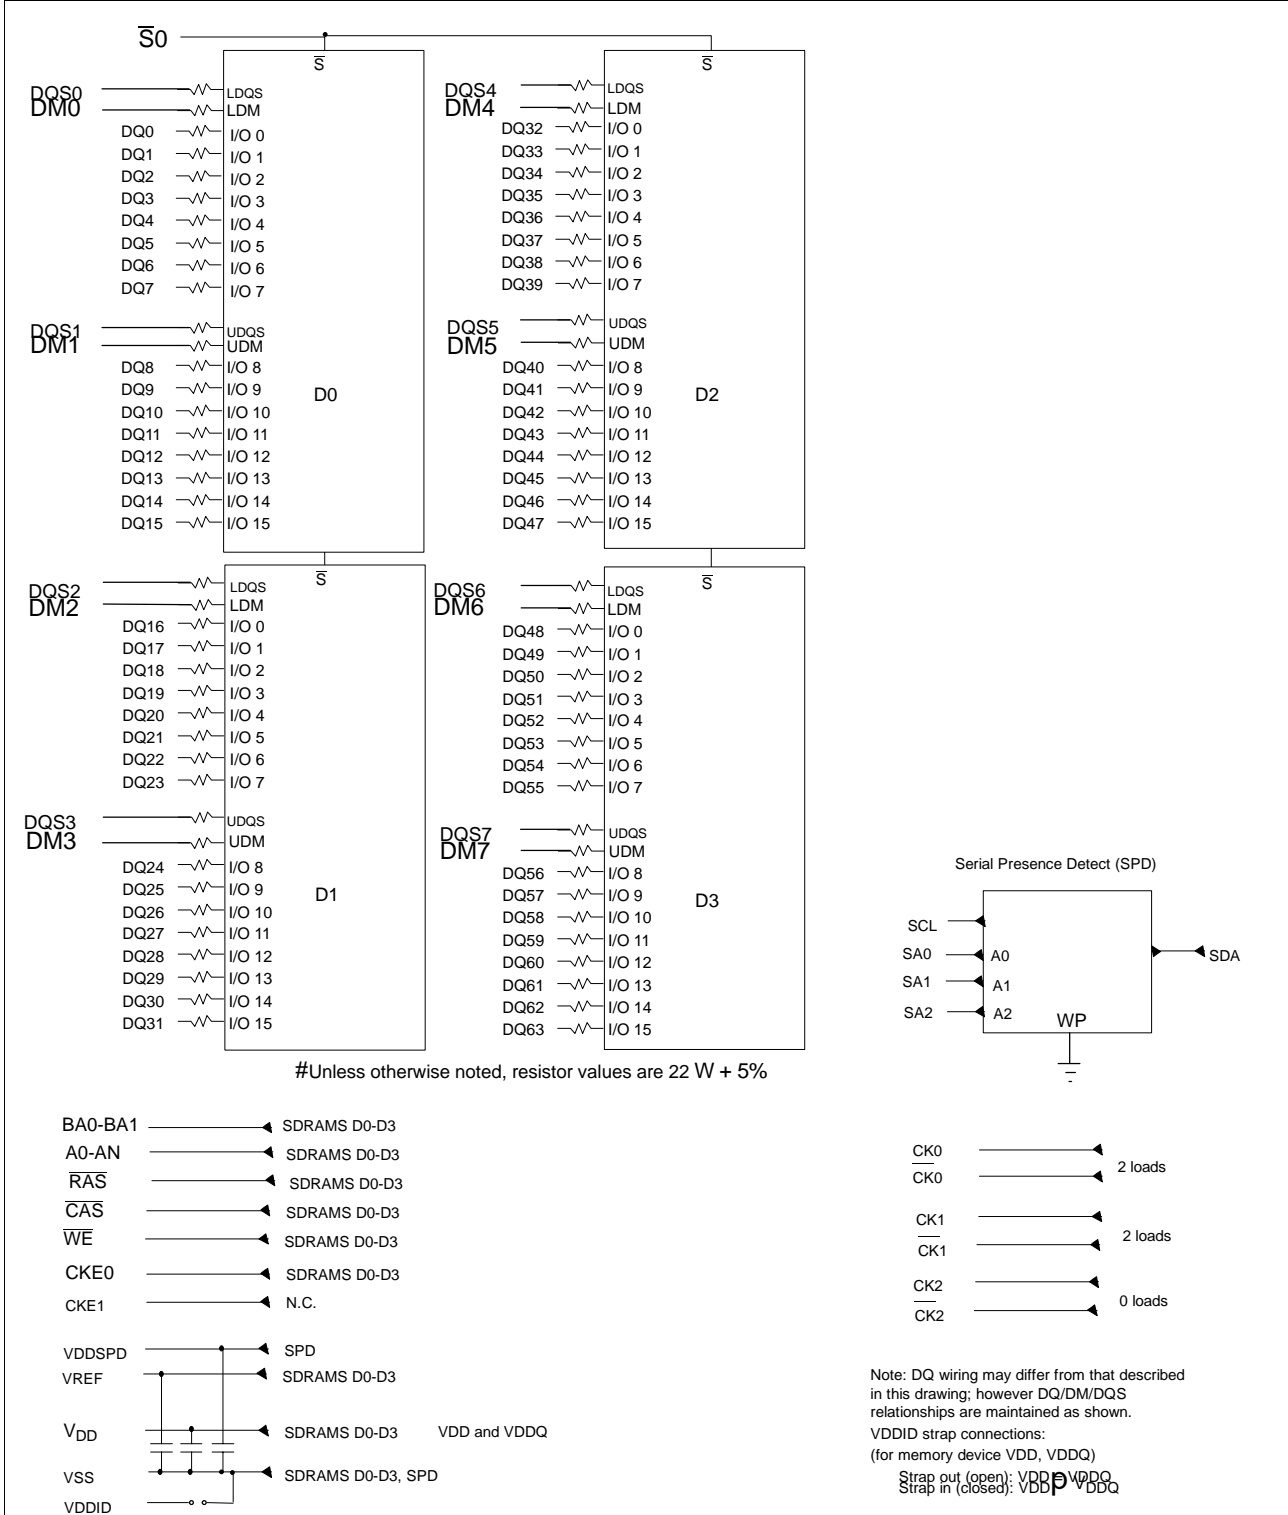 S0
S
DQS0 LDQS
DM0 LDM
DQ0 I/O 0
DQ1 I/O 1
DQ2 I/O 2
DQ3 I/O 3
DQ4 I/O 4
DQ5 I/O 5
DQ6 I/O 6
DQ7 I/O 7
DQS1 UDQS
DM1 UDM
DQ8 I/O 8
DQ9 I/O 9
DQ10 I/O 10
DQ11 I/O 11
DQ12 I/O 12
DQ13 I/O 13
DQ14 I/O 14
DQ15 I/O 15
D0
S
DQS4 LDQS
DM4 LDM
DQ32 I/O 0
DQ33 I/O 1
DQ34 I/O 2
DQ35 I/O 3
DQ36 I/O 4
DQ37 I/O 5
DQ38 I/O 6
DQ39 I/O 7
DQS5 UDQS
DM5 UDM
DQ40 I/O 8
DQ41 I/O 9
DQ42 I/O 10
DQ43 I/O 11
DQ44 I/O 12
DQ45 I/O 13
DQ46 I/O 14
DQ47 I/O 15
D2
S
DQS2 LDQS
DM2 LDM
DQ16 I/O 0
DQ17 I/O 1
DQ18 I/O 2
DQ19 I/O 3
DQ20 I/O 4
DQ21 I/O 5
DQ22 I/O 6
DQ23 I/O 7
DQS3 UDQS
DM3 UDM
DQ24 I/O 8
DQ25 I/O 9
DQ26 I/O 10
DQ27 I/O 11
DQ28 I/O 12
DQ29 I/O 13
DQ30 I/O 14
DQ31 I/O 15
D1
S
DQS6 LDQS
DM6 LDM
DQ48 I/O 0
DQ49 I/O 1
DQ50 I/O 2
DQ51 I/O 3
DQ52 I/O 4
DQ53 I/O 5
DQ54 I/O 6
DQ55 I/O 7
DQS7 UDQS
DM7 UDM
DQ56 I/O 8
DQ57 I/O 9
DQ58 I/O 10
DQ59 I/O 11
DQ60 I/O 12
DQ61 I/O 13
DQ62 I/O 14
DQ63 I/O 15
D3
Serial Presence Detect (SPD)
SCL
SA0 A0
SA1 A1
SA2 A2
WP
SDA
#Unless otherwise noted, resistor values are 22 W + 5%
BA0-BA1 SDRAMS D0-D3
A0-AN SDRAMS D0-D3
RAS SDRAMS D0-D3
CAS SDRAMS D0-D3
WE SDRAMS D0-D3
CKE0 SDRAMS D0-D3
CKE1 N.C.
VDDSPD SPD
VREF SDRAMS D0-D3
VDD SDRAMS D0-D3 VDD and VDDQ
VSS SDRAMS D0-D3, SPD
VDDID
CK0
CK0
2 loads
CK1
CK1
2 loads
CK2
CK2
0 loads
Note: DQ wiring may differ from that described
in this drawing; however DQ/DM/DQS
relationships are maintained as shown.
VDDID strap connections:
(for memory device VDD, VDDQ)
Strap out (open): VDD = VDDQ
Strap in (closed): VDD p VDDQ